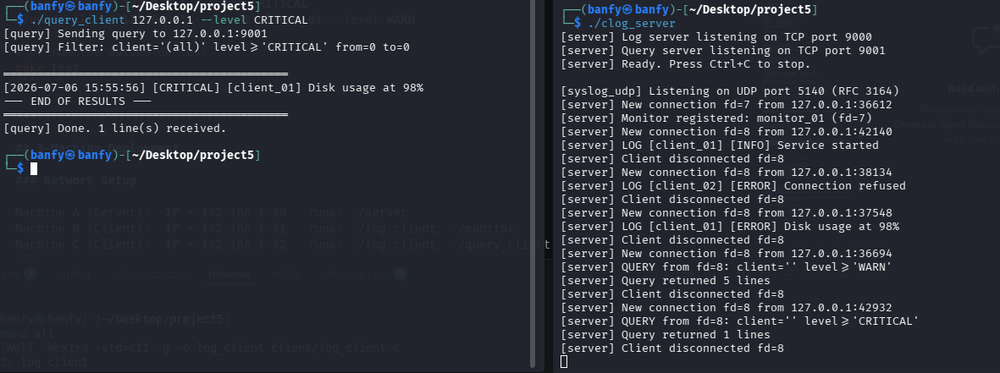 ┌──(banfy㉿banfy)-[~/Desktop/project5]
└─$ ./query_client 127.0.0.1 --level CRITICAL
[query] Sending query to 127.0.0.1:9001
[query] Filter: client='(all)' level≥'CRITICAL' from=0 to=0
make test
════════════════════════════════════════
[2026-07-06 15:55:56] [CRITICAL] [client_01] Disk usage at 98%
── END OF RESULTS ──
════════════════════════════════════════
[query] Done. 1 line(s) received.
┌──(banfy㉿banfy)-[~/Desktop/project5]
└─$
### Network Setup
Machine A (Server): IP = 192.168.1.10 runs: ./server
Machine B (Client): IP = 192.168.1.11 runs: ./log_client, ./monitor
Machine C (Client): IP = 192.168.1.12 runs: ./log_client, ./query_client
OUTPUT DEBUG CONSOLE TERMINAL PORTS SPELL CHECKER
banfy㉿banfy)-[~/Desktop/project5]
make all
-Wall -Wextra -std=c11 -g -o log_client client/log_client.c
t: log_client
┌──(banfy㉿banfy)-[~/Desktop/project5]
└─$ ./clog_server
[server] Log server listening on TCP port 9000
[server] Query server listening on TCP port 9001
[server] Ready. Press Ctrl+C to stop.
[syslog_udp] Listening on UDP port 5140 (RFC 3164)
[server] New connection fd=7 from 127.0.0.1:36612
[server] Monitor registered: monitor_01 (fd=7)
[server] New connection fd=8 from 127.0.0.1:42140
[server] LOG [client_01] [INFO] Service started
[server] Client disconnected fd=8
[server] New connection fd=8 from 127.0.0.1:38134
[server] LOG [client_02] [ERROR] Connection refused
[server] Client disconnected fd=8
[server] New connection fd=8 from 127.0.0.1:37548
[server] LOG [client_01] [ERROR] Disk usage at 98%
[server] Client disconnected fd=8
[server] New connection fd=8 from 127.0.0.1:36694
[server] QUERY from fd=8: client='' level≥'WARN'
[server] Query returned 5 lines
[server] Client disconnected fd=8
[server] New connection fd=8 from 127.0.0.1:42932
[server] QUERY from fd=8: client='' level≥'CRITICAL'
[server] Query returned 1 lines
[server] Client disconnected fd=8
Build with